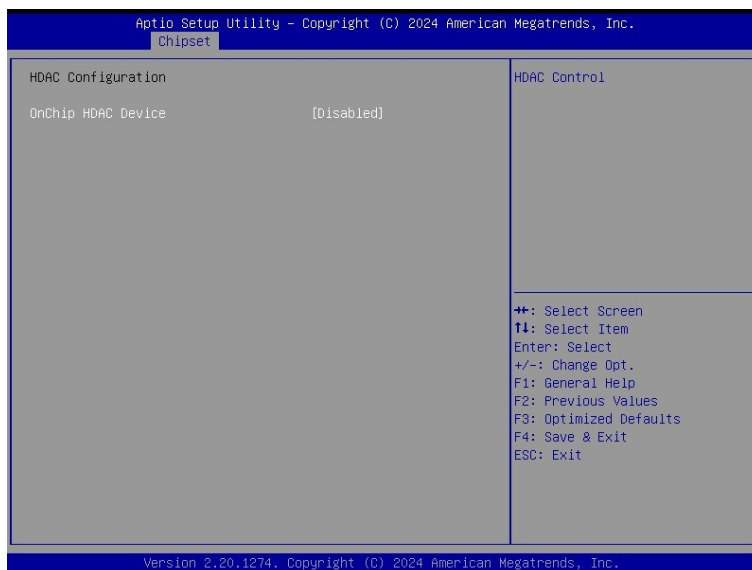 Aptio Setup Utility – Copyright (C) 2024 American Megatrends, Inc.
Chipset
HDAC Configuration
OnChip HDAC Device [Disabled]
HDAC Control
→←: Select Screen
↑↓: Select Item
Enter: Select
+/-: Change Opt.
F1: General Help
F2: Previous Values
F3: Optimized Defaults
F4: Save & Exit
ESC: Exit
Version 2.20.1274. Copyright (C) 2024 American Megatrends, Inc.